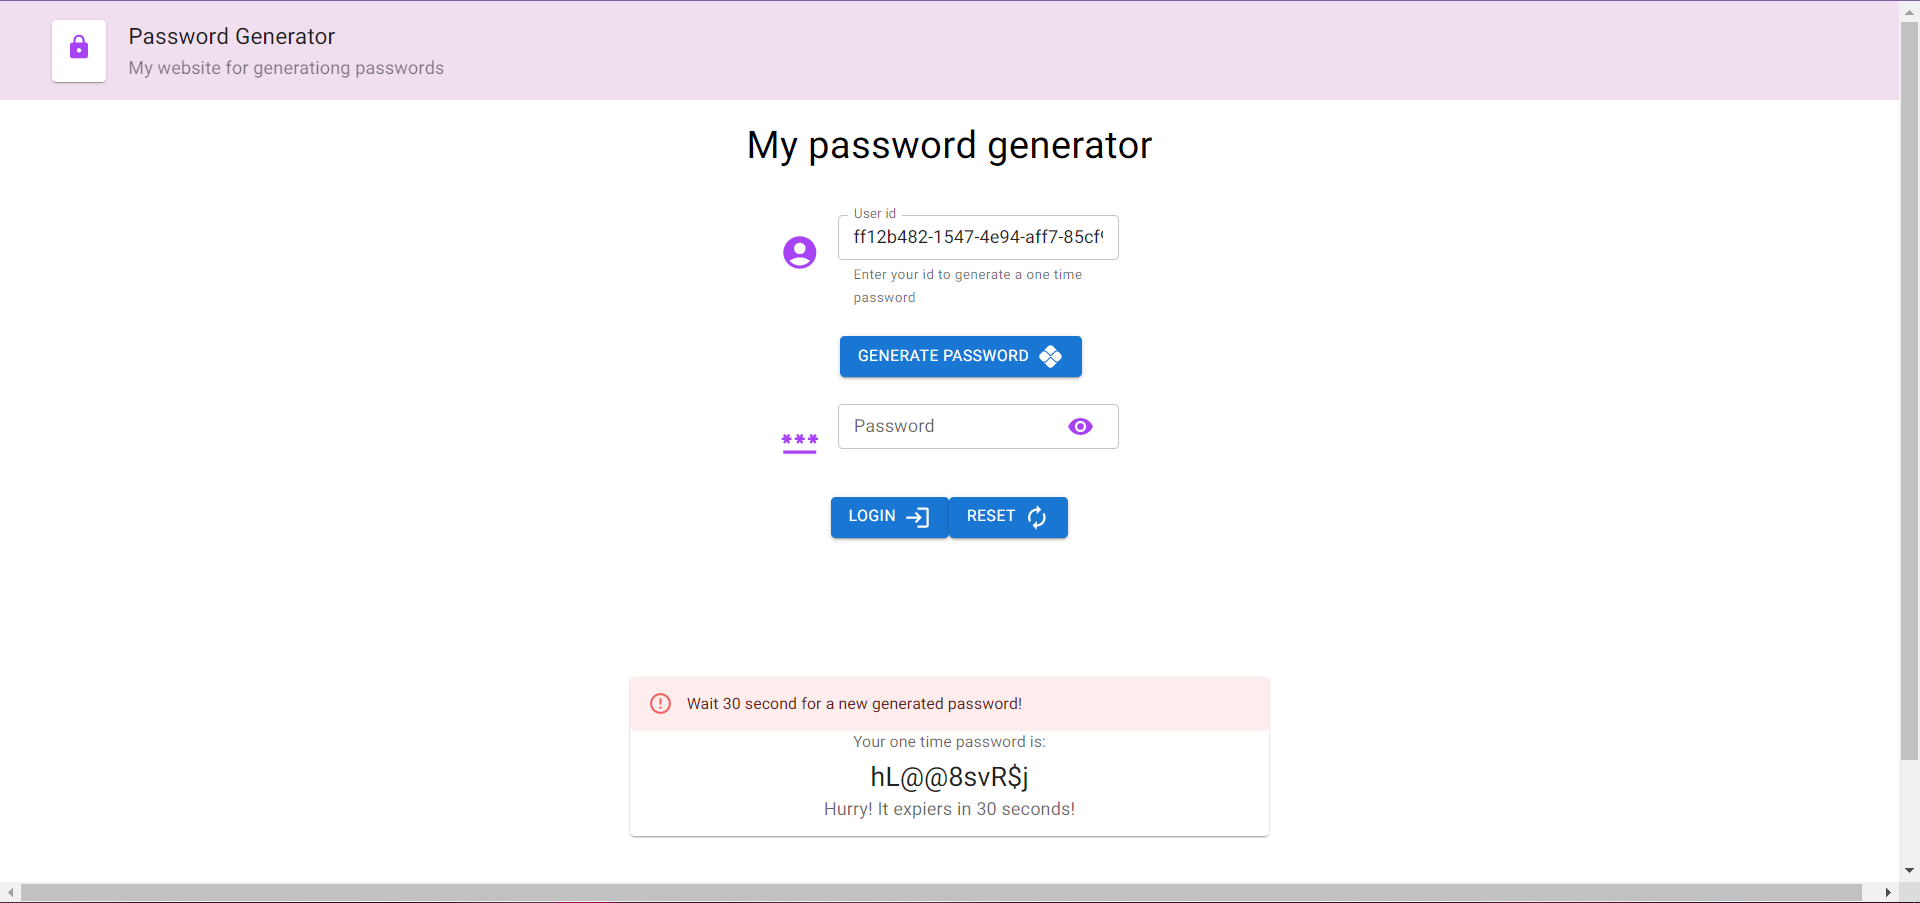 Password Generator
My website for generationg passwords
My password generator
User id
ff12b482-1547-4e94-aff7-85cf
Enter your id to generate a one time
password
GENERATE PASSWORD
Password
***
LOGIN
RESET
Wait 30 second for a new generated password!
Your one time password is:
hL@@8svR$j
Hurry! It expiers in 30 seconds!